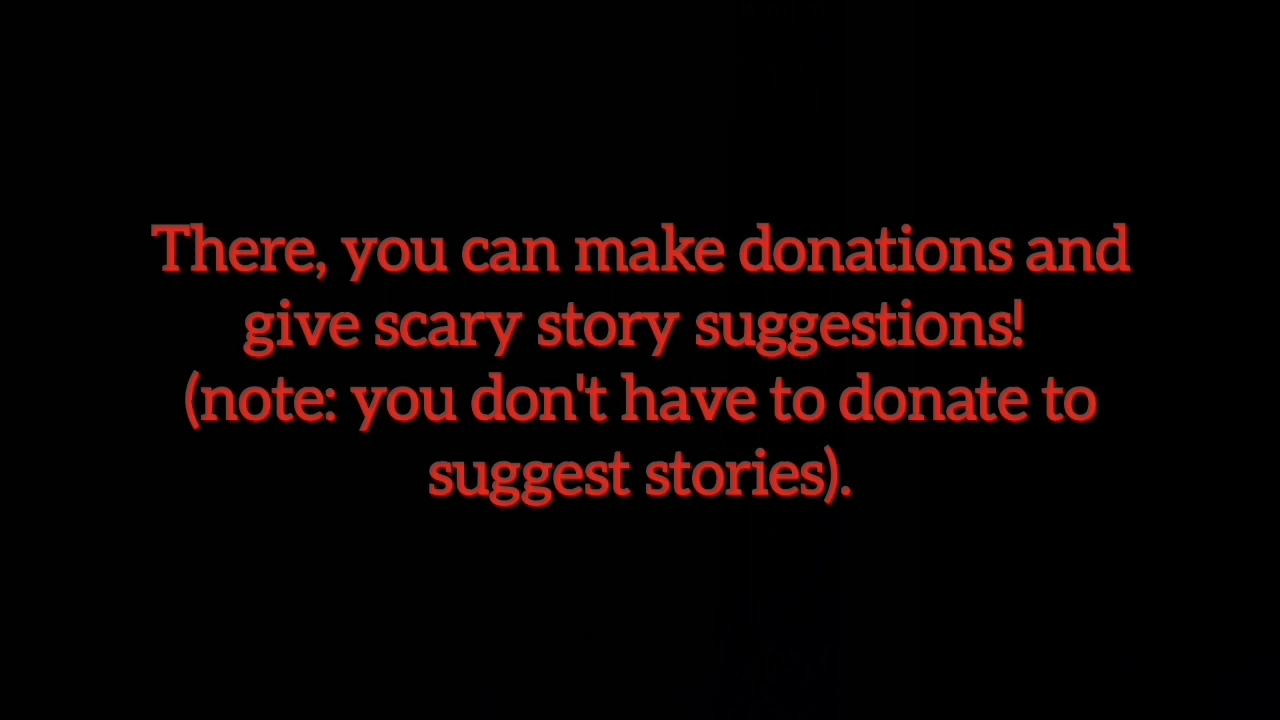 There, you can make donations and
give scary story suggestions!
(note: you don't have to donate to
suggest stories).